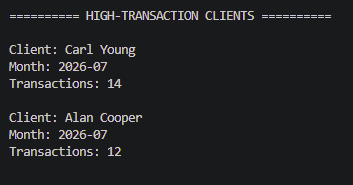 ========== HIGH-TRANSACTION CLIENTS ==========
Client: Carl Young
Month: 2026-07
Transactions: 14
Client: Alan Cooper
Month: 2026-07
Transactions: 12